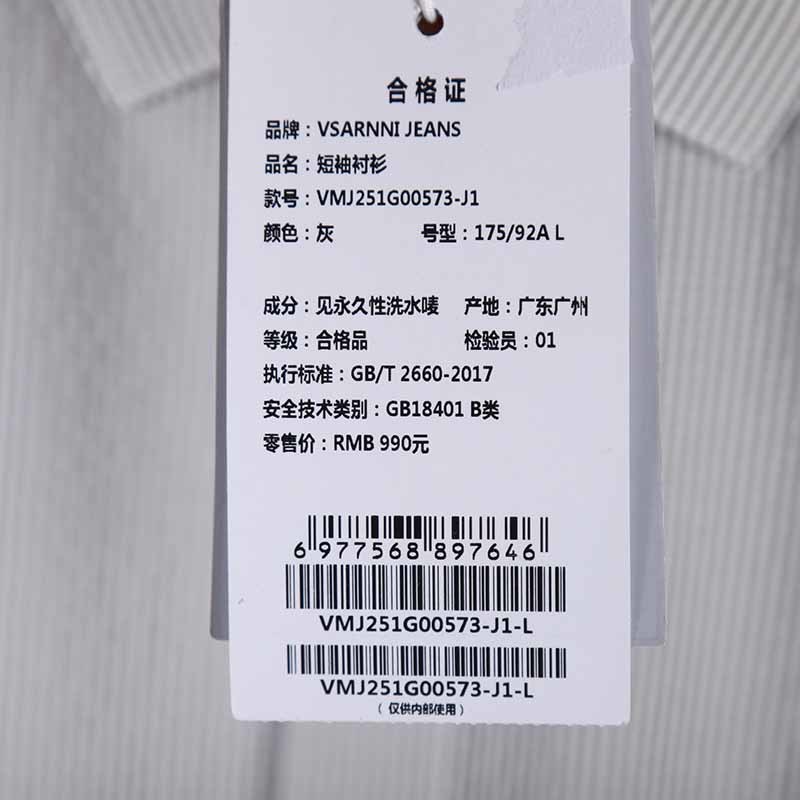 合格证
品牌：VSARNNI JEANS
品名：短袖衬衫
款号：VMJ251G00573-J1
颜色：灰 号型：175/92A L
成分：见永久性洗水唛 产地：广东广州
等级：合格品 检验员：01
执行标准：GB/T 2660-2017
安全技术类别：GB18401 B类
零售价：RMB 990元
6 977568 897646
VMJ251G00573-J1-L
VMJ251G00573-J1-L
（仅供内部使用）